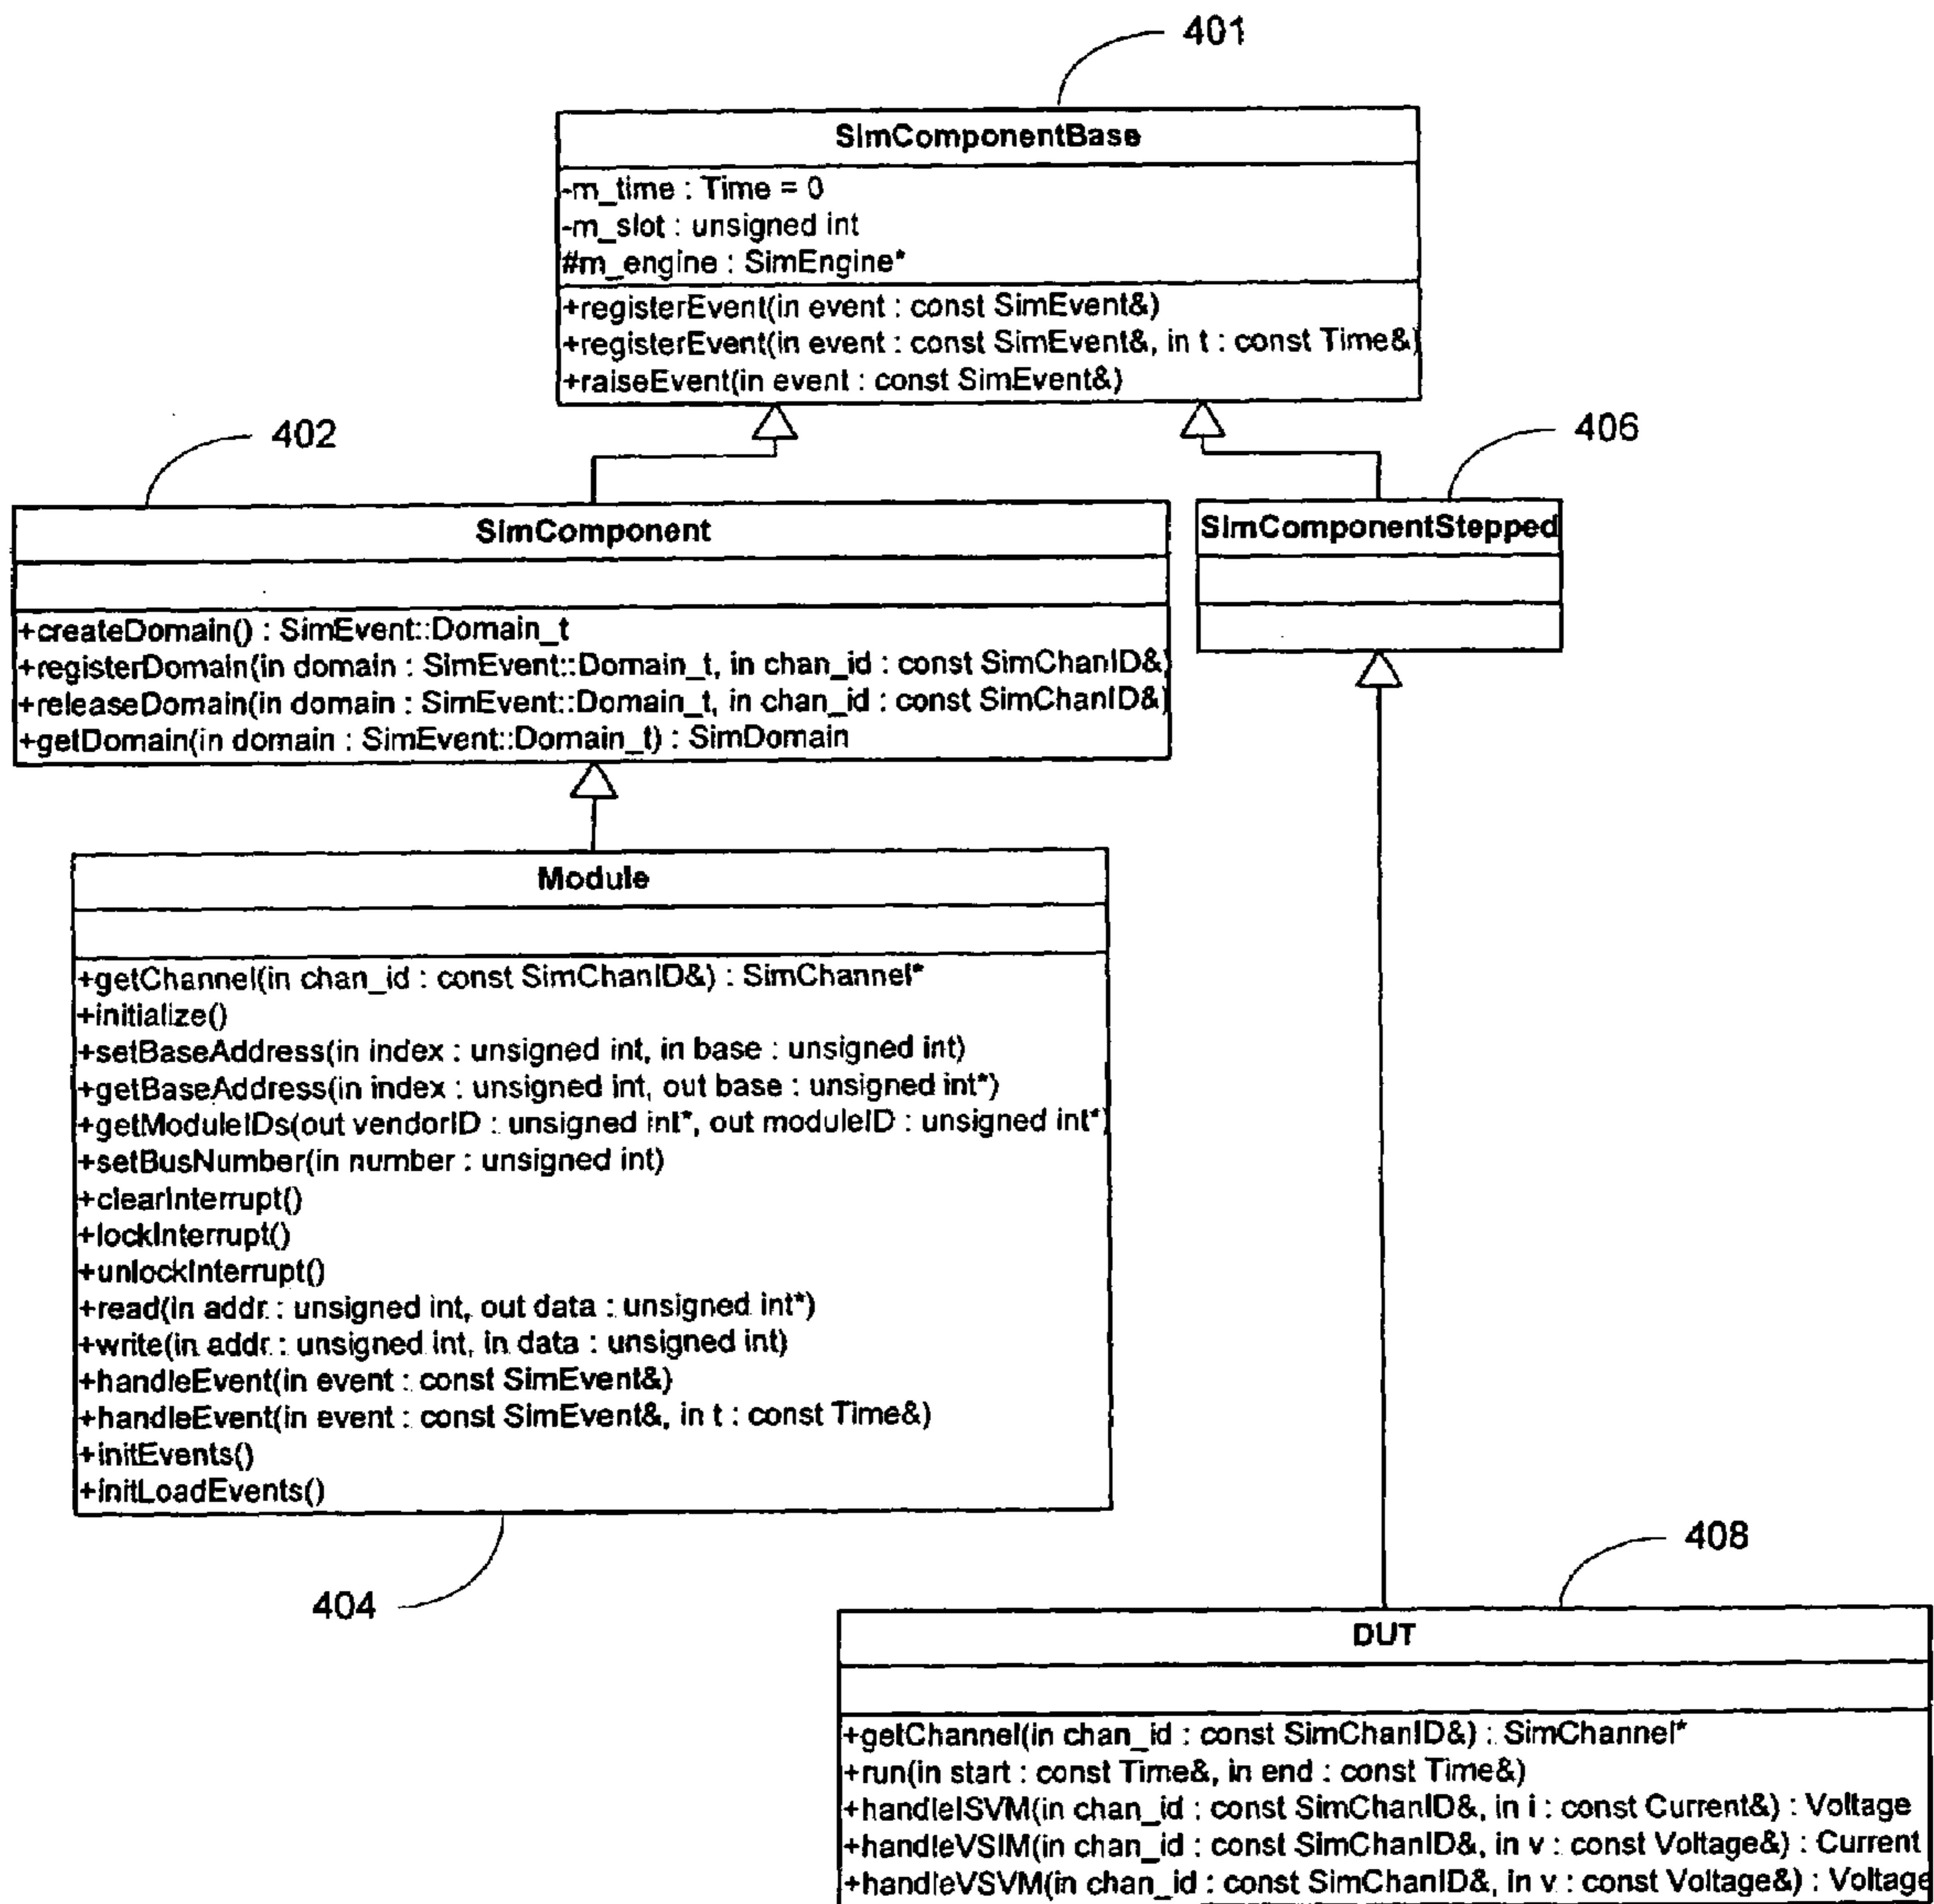 401
SimComponentBase
-m_time : Time = 0
-m_slot : unsigned int
#m_engine : SimEngine*
+registerEvent(in event : const SimEvent&)
+registerEvent(in event : const SimEvent&, in t : const Time&)
+raiseEvent(in event : const SimEvent&)
402
406
SimComponent
+createDomain() : SimEvent::Domain_t
+registerDomain(in domain : SimEvent::Domain_t, in chan_id : const SimChanID&)
+releaseDomain(in domain : SimEvent::Domain_t, in chan_id : const SimChanID&)
+getDomain(in domain : SimEvent::Domain_t) : SimDomain
SimComponentStepped
Module
+getChannel(in chan_id : const SimChanID&) : SimChannel*
+initialize()
+setBaseAddress(in index : unsigned int, in base : unsigned int)
+getBaseAddress(in index : unsigned int, out base : unsigned int*)
+getModuleIDs(out vendorID : unsigned int*, out moduleID : unsigned int*)
+setBusNumber(in number : unsigned int)
+clearInterrupt()
+lockInterrupt()
+unlockInterrupt()
+read(in addr : unsigned int, out data : unsigned int*)
+write(in addr : unsigned int, in data : unsigned int)
+handleEvent(in event : const SimEvent&)
+handleEvent(in event : const SimEvent&, in t : const Time&)
+initEvents()
+initLoadEvents()
404
408
DUT
+getChannel(in chan_id : const SimChanID&) : SimChannel*
+run(in start : const Time&, in end : const Time&)
+handleISVM(in chan_id : const SimChanID&, in i : const Current&) : Voltage
+handleVSIM(in chan_id : const SimChanID&, in v : const Voltage&) : Current
+handleVSVM(in chan_id : const SimChanID&, in v : const Voltage&) : Voltage